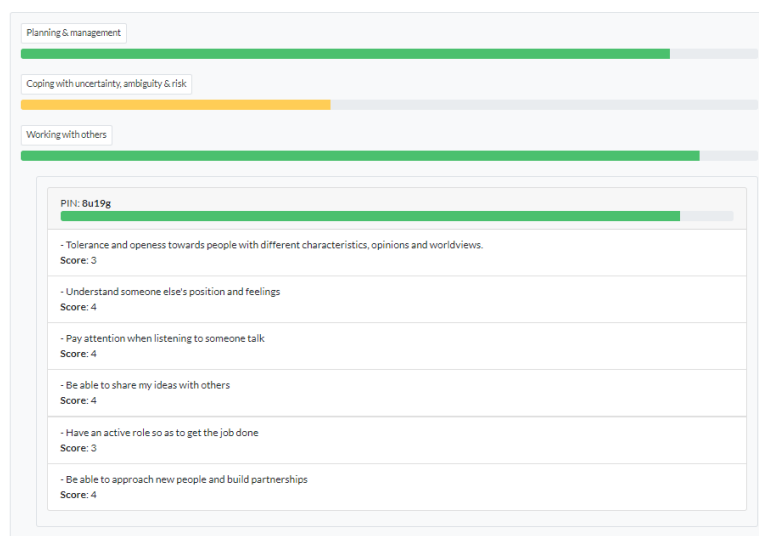 Planning & management
Coping with uncertainty, ambiguity & risk
Working with others
PIN: 8u19g
- Tolerance and openess towards people with different characteristics, opinions and worldviews.
Score: 3
- Understand someone else's position and feelings
Score: 4
- Pay attention when listening to someone talk
Score: 4
- Be able to share my ideas with others
Score: 4
- Have an active role so as to get the job done
Score: 3
- Be able to approach new people and build partnerships
Score: 4